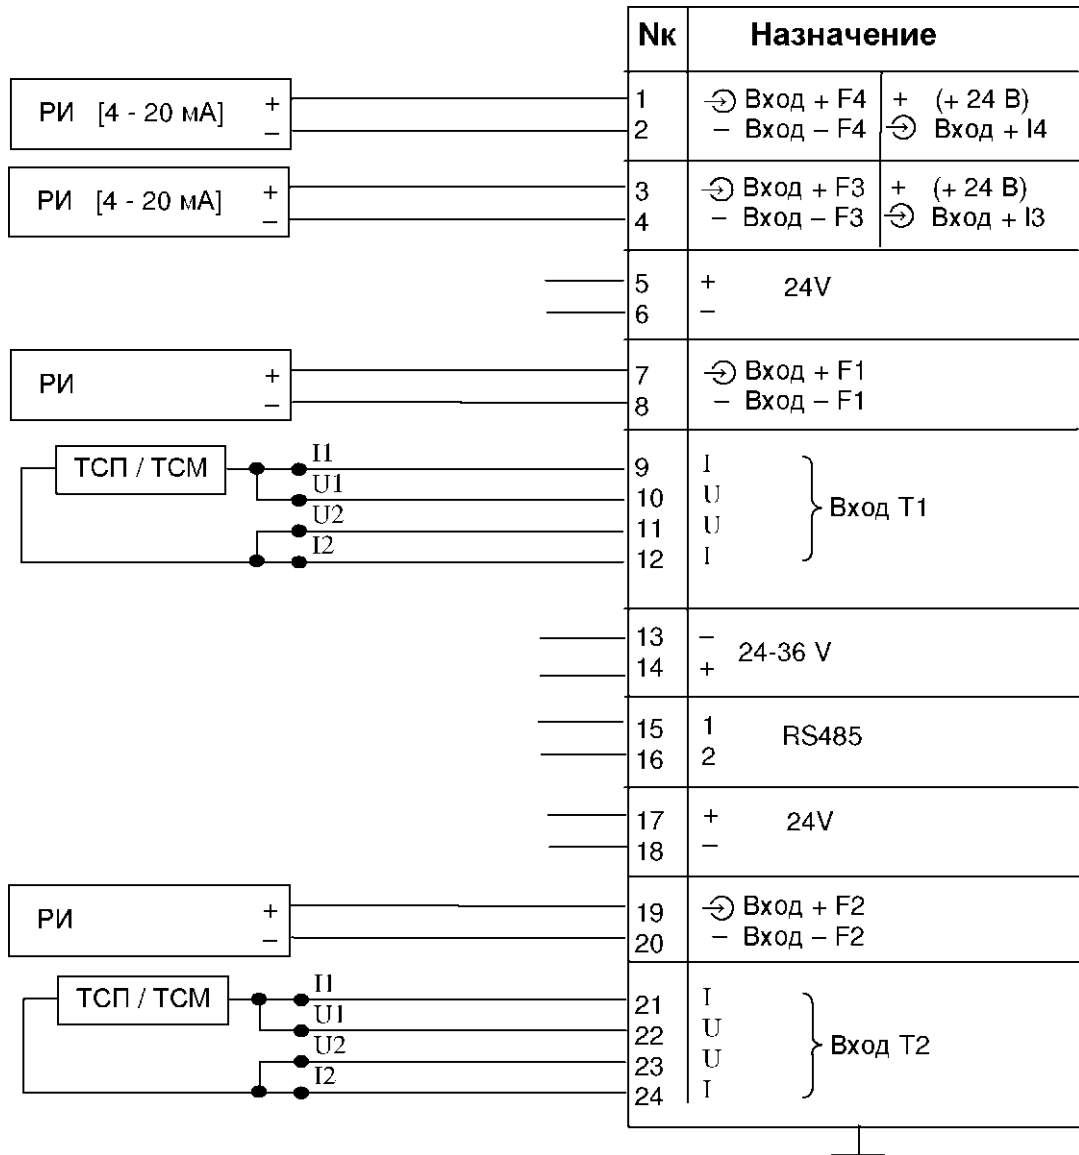 Nк Назначение
РИ [4 - 20 мА] + 1 Вход + F4 + (+ 24 В)
– 2 – Вход – F4 Вход + I4
РИ [4 - 20 мА] + 3 Вход + F3 + (+ 24 В)
– 4 – Вход – F3 Вход + I3
5 + 24V
6 –
РИ + 7 Вход + F1
– 8 – Вход – F1
ТСП / ТСМ I1 9 I
U1 10 U Вход T1
U2 11 U
I2 12 I
13 – 24-36 V
14 +
15 1 RS485
16 2
17 + 24V
18 –
РИ + 19 Вход + F2
– 20 – Вход – F2
ТСП / ТСМ I1 21 I
U1 22 U Вход T2
U2 23 U
I2 24 I